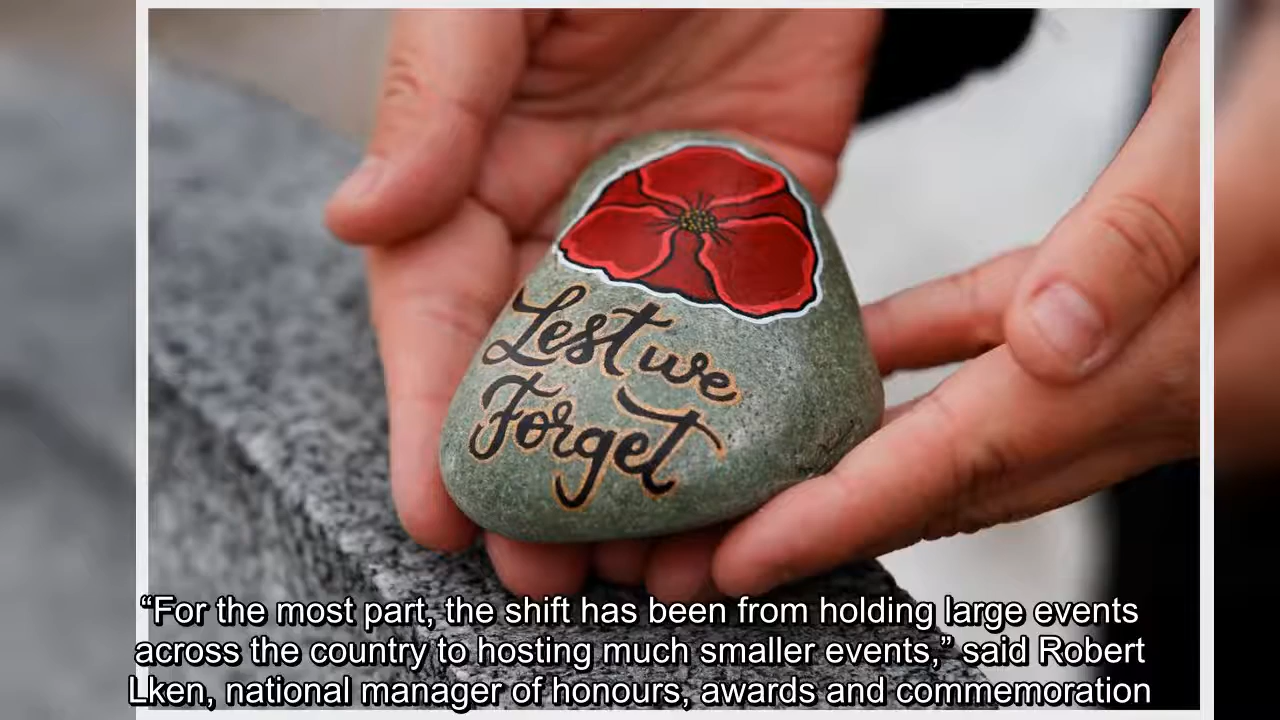 Lest we
Forget
“For the most part, the shift has been from holding large events
across the country to hosting much smaller events,” said Robert
Lken, national manager of honours, awards and commemoration